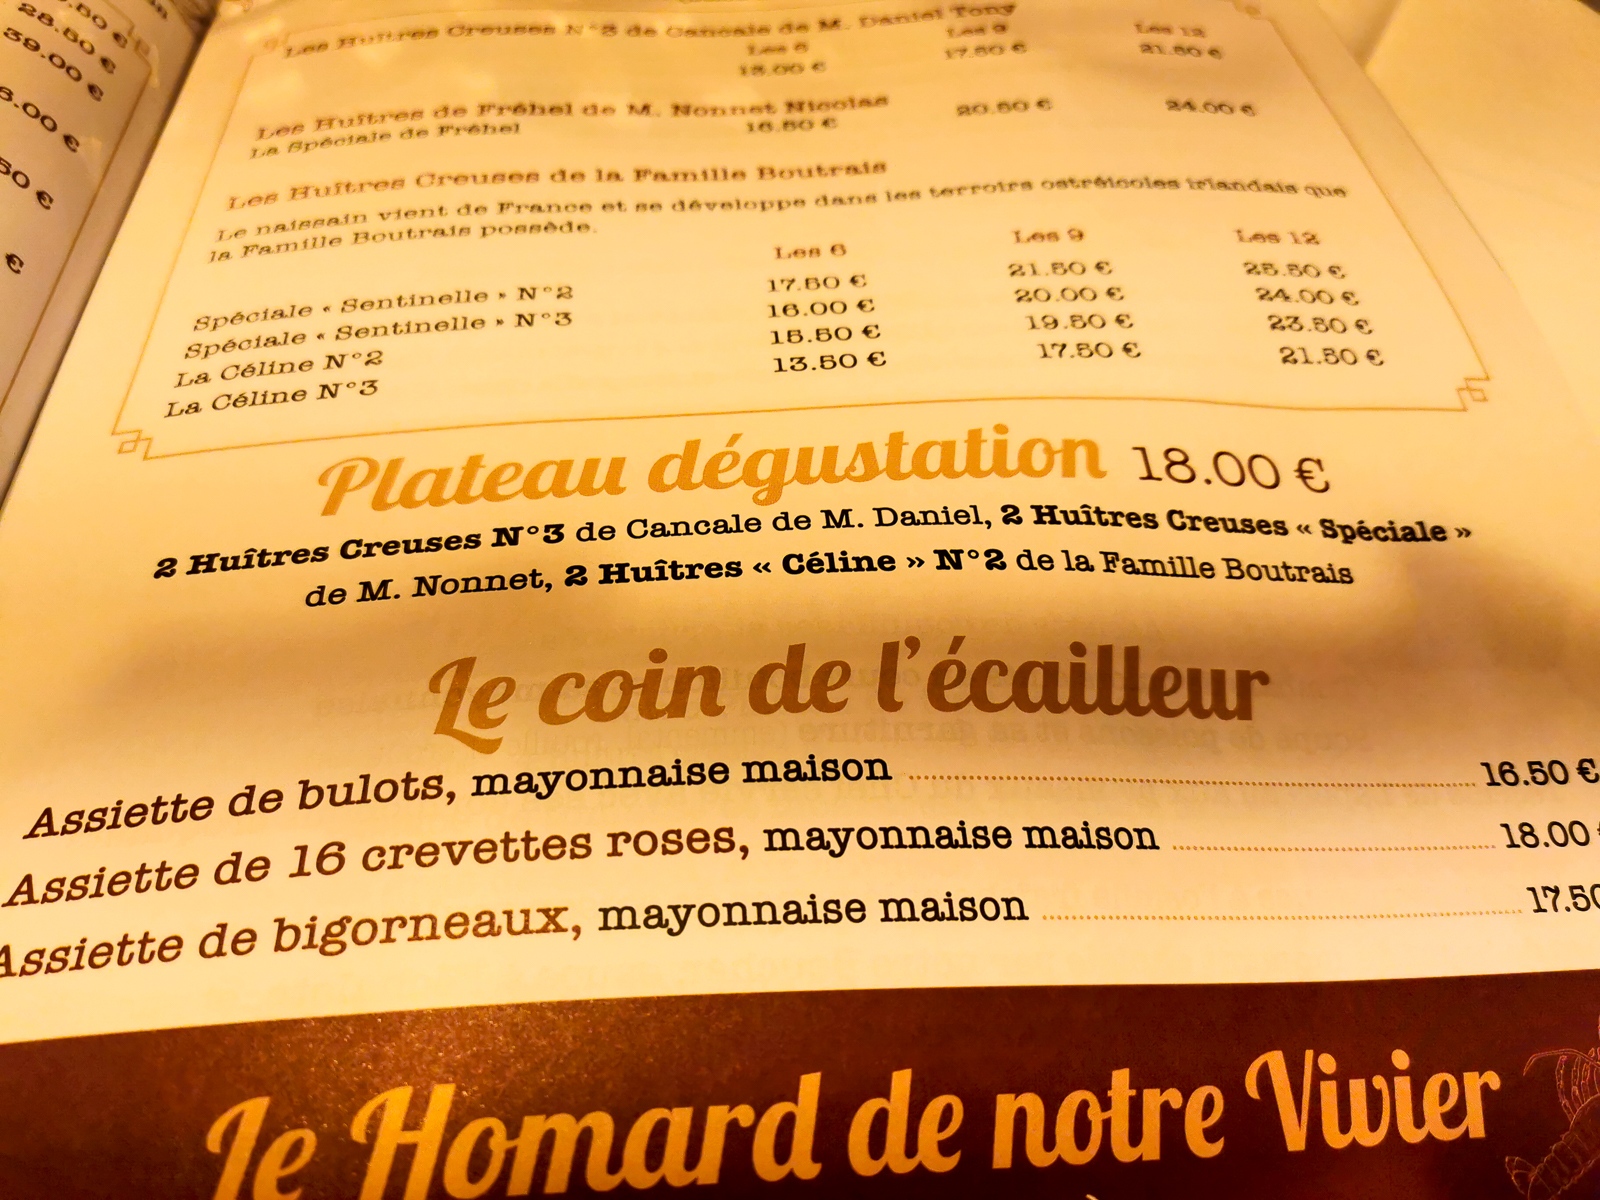 .50 €
28.50 €
39.00 €
.00 €
50 €
€
Les Huîtres Creuses N°3 de Cancale de M. Daniel Tony
Les 6 Les 9 Les 12
13.00 € 17.50 € 21.50 €
Les Huîtres de Fréhel de M. Nonnet Nicolas
La Spéciale de Fréhel 16.50 € 20.50 € 24.00 €
Les Huîtres Creuses de la Famille Boutrais
Le naissain vient de France et se développe dans les terroirs ostréicoles irlandais que
la Famille Boutrais possède.
Les 6 Les 9 Les 12
Spéciale « Sentinelle » N°2 17.50 € 21.50 € 25.50 €
Spéciale « Sentinelle » N°3 16.00 € 20.00 € 24.00 €
La Céline N°2 15.50 € 19.50 € 23.50 €
La Céline N°3 13.50 € 17.50 € 21.50 €
Plateau dégustation 18.00 €
2 Huîtres Creuses N°3 de Cancale de M. Daniel, 2 Huîtres Creuses « Spéciale »
de M. Nonnet, 2 Huîtres « Céline » N°2 de la Famille Boutrais
Le coin de l'écailleur
Assiette de bulots, mayonnaise maison 16.50 €
Assiette de 16 crevettes roses, mayonnaise maison 18.00 €
Assiette de bigorneaux, mayonnaise maison 17.50
Le Homard de notre Vivier